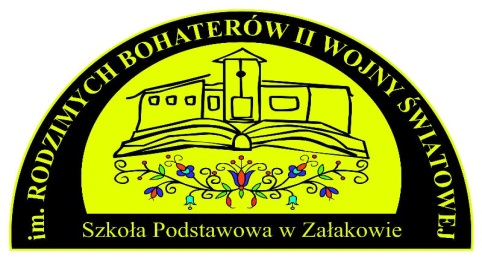 im. RODZIMYCH BOHATERÓW II WOJNY ŚWIATOWEJ
Szkoła Podstawowa w Załakowie